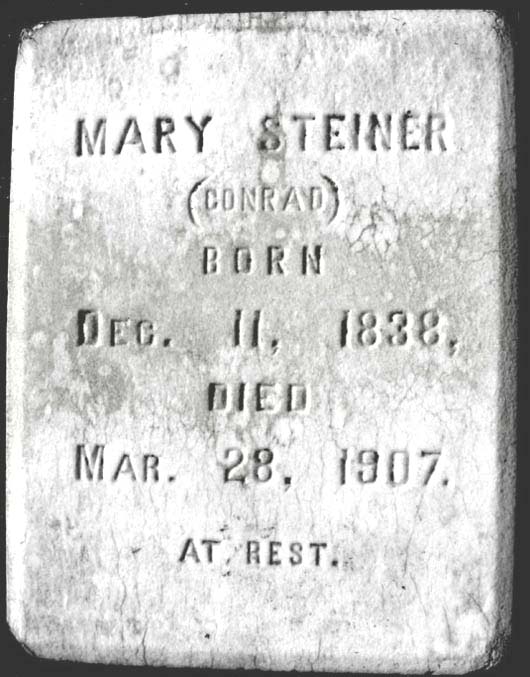 MARY STEINER
(CONRAD)
BORN
DEC. 11, 1838,
DIED
MAR. 28, 1907.
AT REST.